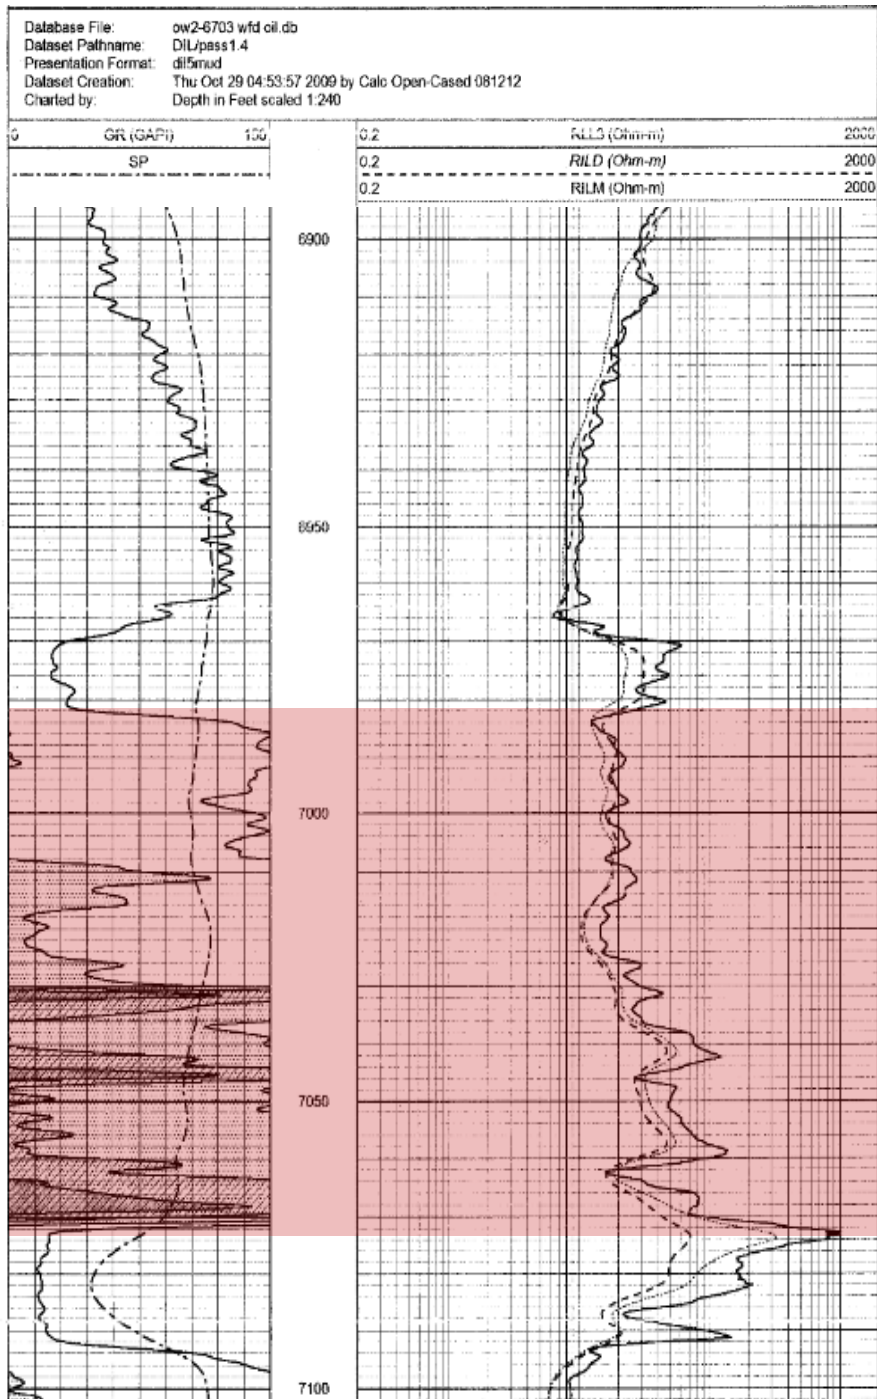 Database File: ow2-6703 wfd oil.db
Dataset Pathname: DIL/pass1.4
Presentation Format: dil5mud
Dataset Creation: Thu Oct 29 04:53:57 2009 by Calc Open-Cased 081212
Charted by: Depth in Feet scaled 1:240
0 GR (GAPI) 150 0.2 RLL3 (Ohm-m) 2000
SP 0.2 RILD (Ohm-m) 2000
0.2 RILM (Ohm-m) 2000
6900
6950
7000
7050
7100